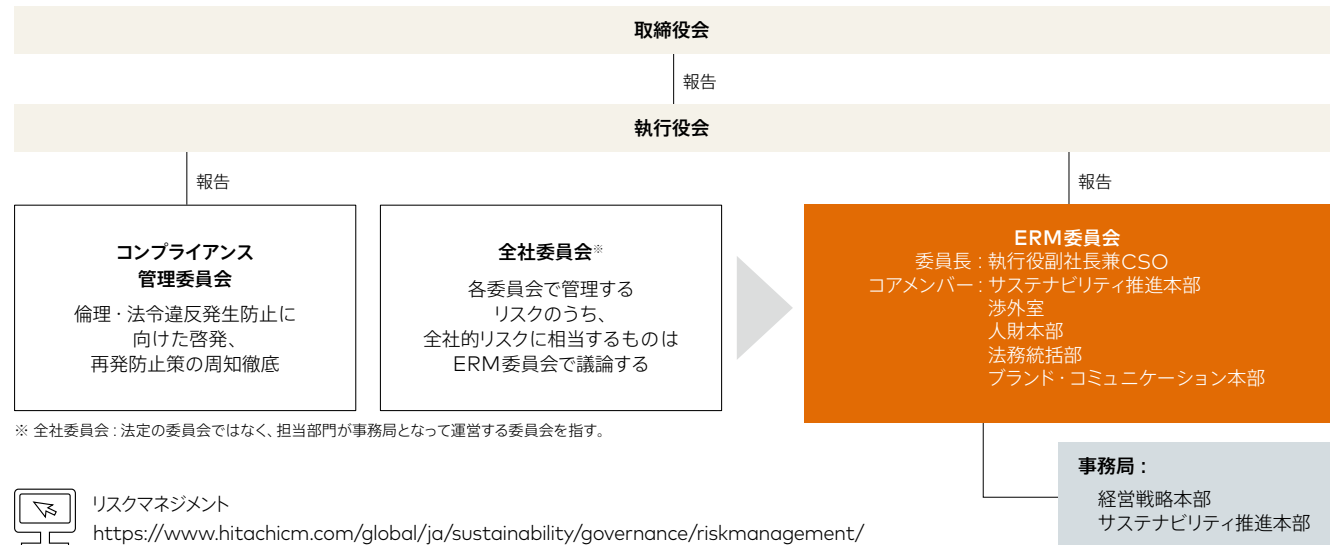 取締役会
報告
執行役会
報告
報告
コンプライアンス
管理委員会
倫理・法令違反発生防止に
向けた啓発、
再発防止策の周知徹底
全社委員会※
各委員会で管理する
リスクのうち、
全社的リスクに相当するものは
ERM委員会で議論する
ERM委員会
委員長：執行役副社長兼CSO
コアメンバー：サステナビリティ推進本部
渉外室
人財本部
法務統括部
ブランド・コミュニケーション本部
※ 全社委員会：法定の委員会ではなく、担当部門が事務局となって運営する委員会を指す。
事務局：
経営戦略本部
サステナビリティ推進本部
リスクマネジメント
https://www.hitachicm.com/global/ja/sustainability/governance/riskmanagement/